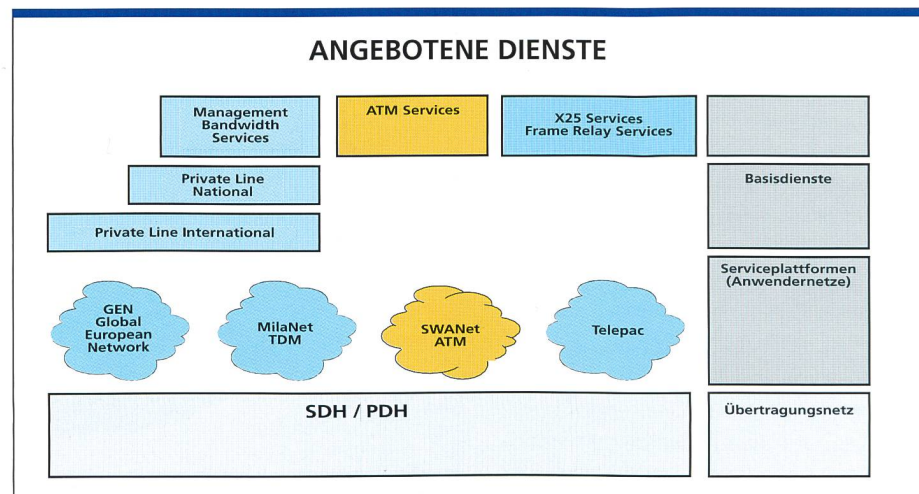 ANGEBOTENE DIENSTE
Management
Bandwidth
Services
ATM Services
X25 Services
Frame Relay Services
Private Line
National
Basisdienste
Private Line International
Serviceplattformen
(Anwendernetze)
GEN
Global
European
Network
MilaNet
TDM
SWANet
ATM
Telepac
SDH / PDH
Übertragungsnetz